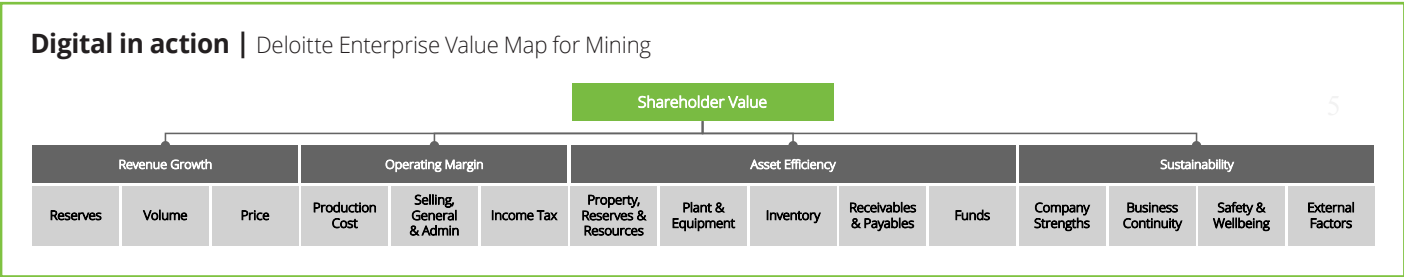 Digital in action | Deloitte Enterprise Value Map for Mining
Shareholder Value
5
Revenue Growth
Operating Margin
Asset Efficiency
Sustainability
Reserves
Volume
Price
Production
Cost
Selling,
General
& Admin
Income Tax
Property,
Reserves &
Resources
Plant &
Equipment
Inventory
Receivables
& Payables
Funds
Company
Strengths
Business
Continuity
Safety &
Wellbeing
External
Factors